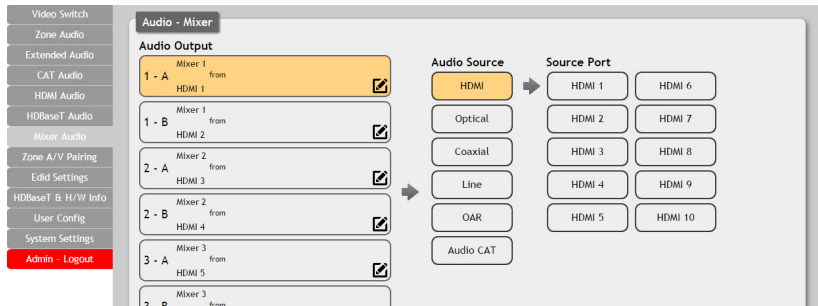 Video Switch
Zone Audio
Extended Audio
CAT Audio
HDMI Audio
HDBaseT Audio
Mixer Audio
Zone A/V Pairing
Edid Settings
HDBaseT & H/W Info
User Config
System Settings
Admin - Logout
Audio - Mixer
Audio Output
Mixer 1
1 - A from
HDMI 1
Mixer 1
1 - B from
HDMI 2
Mixer 2
2 - A from
HDMI 3
Mixer 2
2 - B from
HDMI 4
Mixer 3
3 - A from
HDMI 5
Mixer 3
3 - B from
Audio Source
HDMI
Optical
Coaxial
Line
OAR
Audio CAT
Source Port
HDMI 1 HDMI 6
HDMI 2 HDMI 7
HDMI 3 HDMI 8
HDMI 4 HDMI 9
HDMI 5 HDMI 10